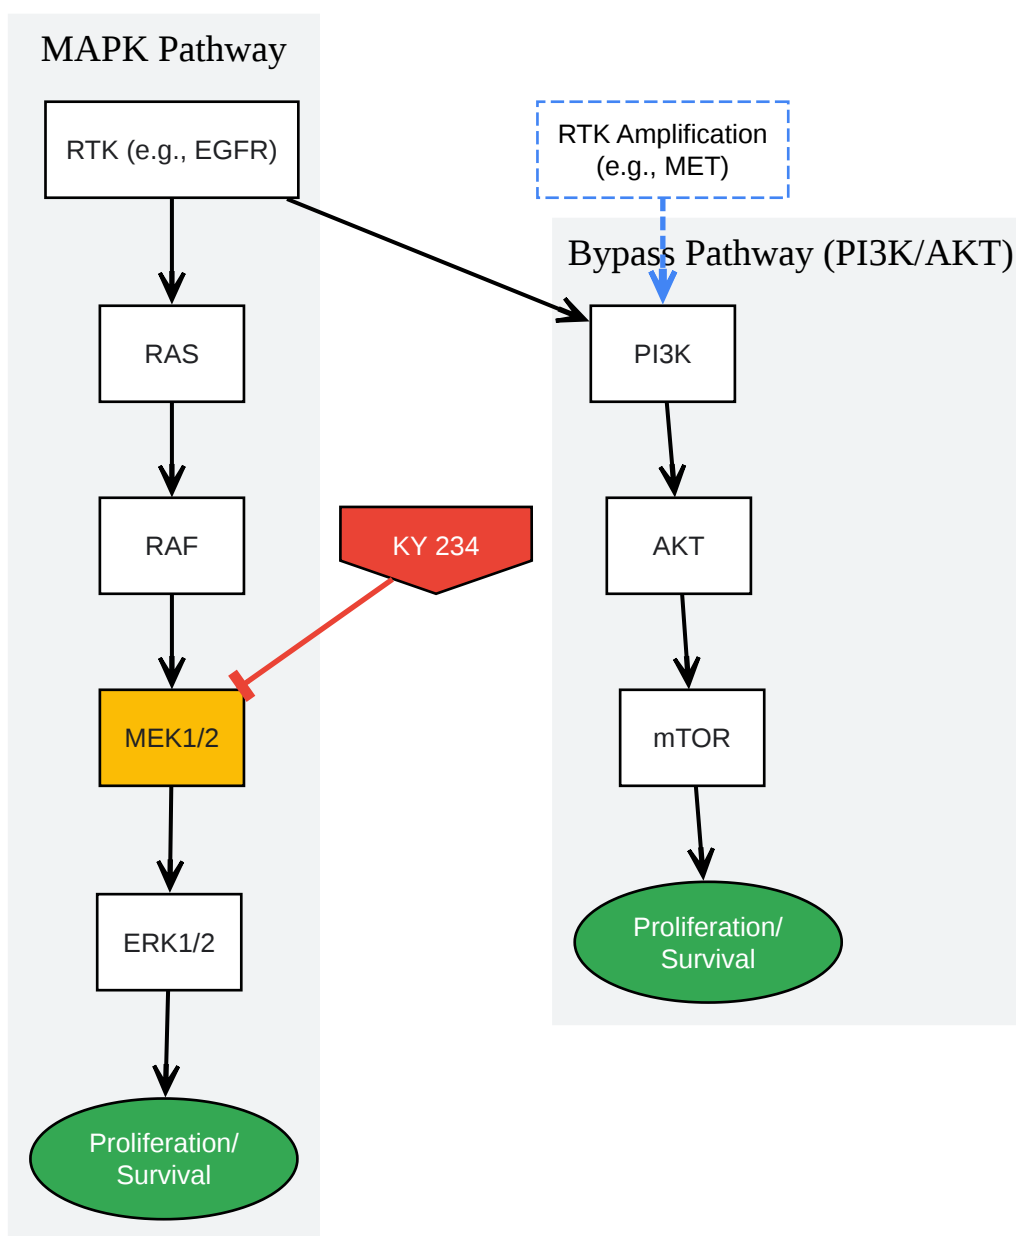 MAPK Pathway
RTK (e.g., EGFR)
RTK Amplification
(e.g., MET)
Bypass Pathway (PI3K/AKT)
RAS
PI3K
RAF
KY 234
AKT
MEK1/2
mTOR
ERK1/2
Proliferation/
Survival
Proliferation/
Survival